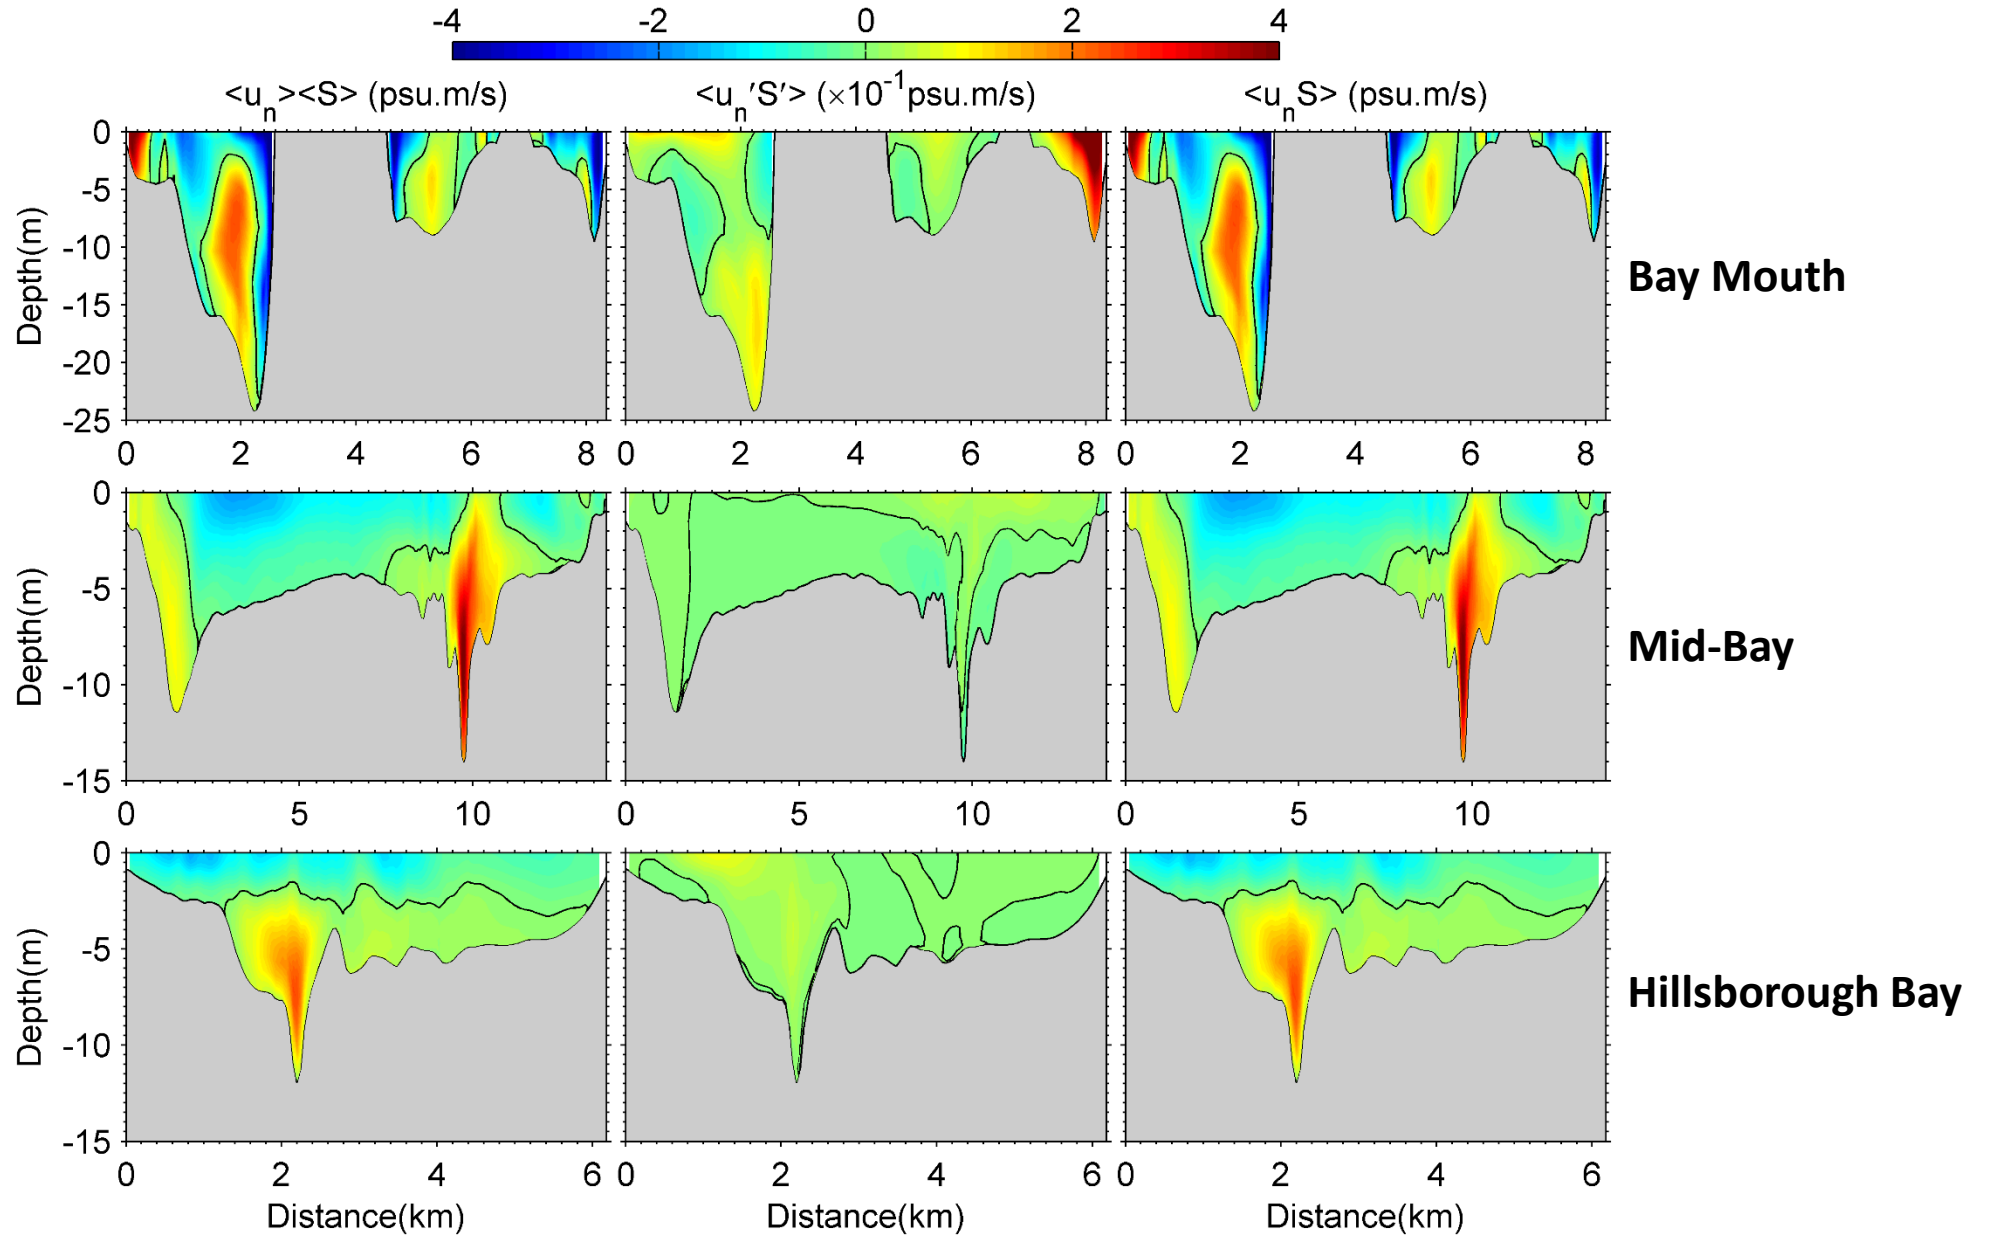 -4 -2 0 2 4
<uₙ><S> (psu.m/s) <uₙ′S′> (×10⁻¹psu.m/s) <uₙS> (psu.m/s)
0
-5
-10
-15
-20
-25
Depth(m)
Bay Mouth
0 2 4 6 8 0 2 4 6 8 0 2 4 6 8
0
-5
-10
-15
Depth(m)
Mid-Bay
0 5 10 0 5 10 0 5 10
0
-5
-10
-15
Depth(m)
Hillsborough Bay
0 2 4 6 0 2 4 6 0 2 4 6
Distance(km) Distance(km) Distance(km)